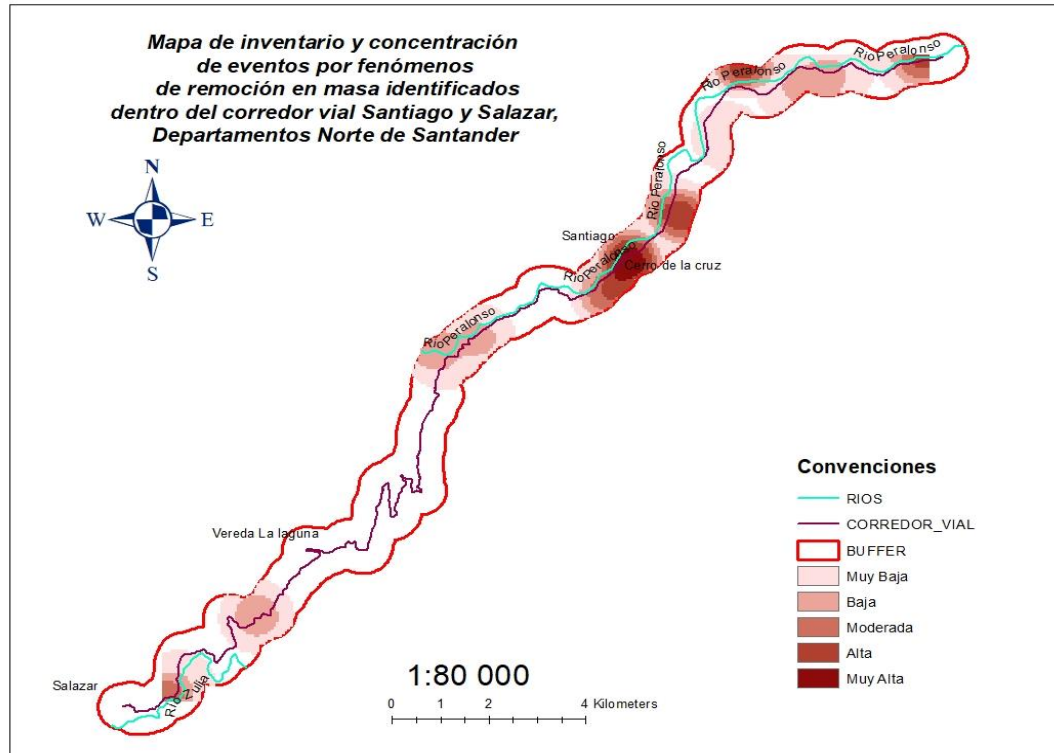 Mapa de inventario y concentración
de eventos por fenómenos
de remoción en masa identificados
dentro del corredor vial Santiago y Salazar,
Departamentos Norte de Santander
N
W
E
S
Rio Peralonso
Rio Peralonso
Rio Peralonso
Santiago
Rio Peralonso
Cerro de la cruz
Rio Peralonso
Vereda La laguna
Salazar
Rio Zulia
Convenciones
RIOS
CORREDOR_VIAL
BUFFER
Muy Baja
Baja
Moderada
Alta
Muy Alta
1:80 000
0 1 2 4 Kilometers